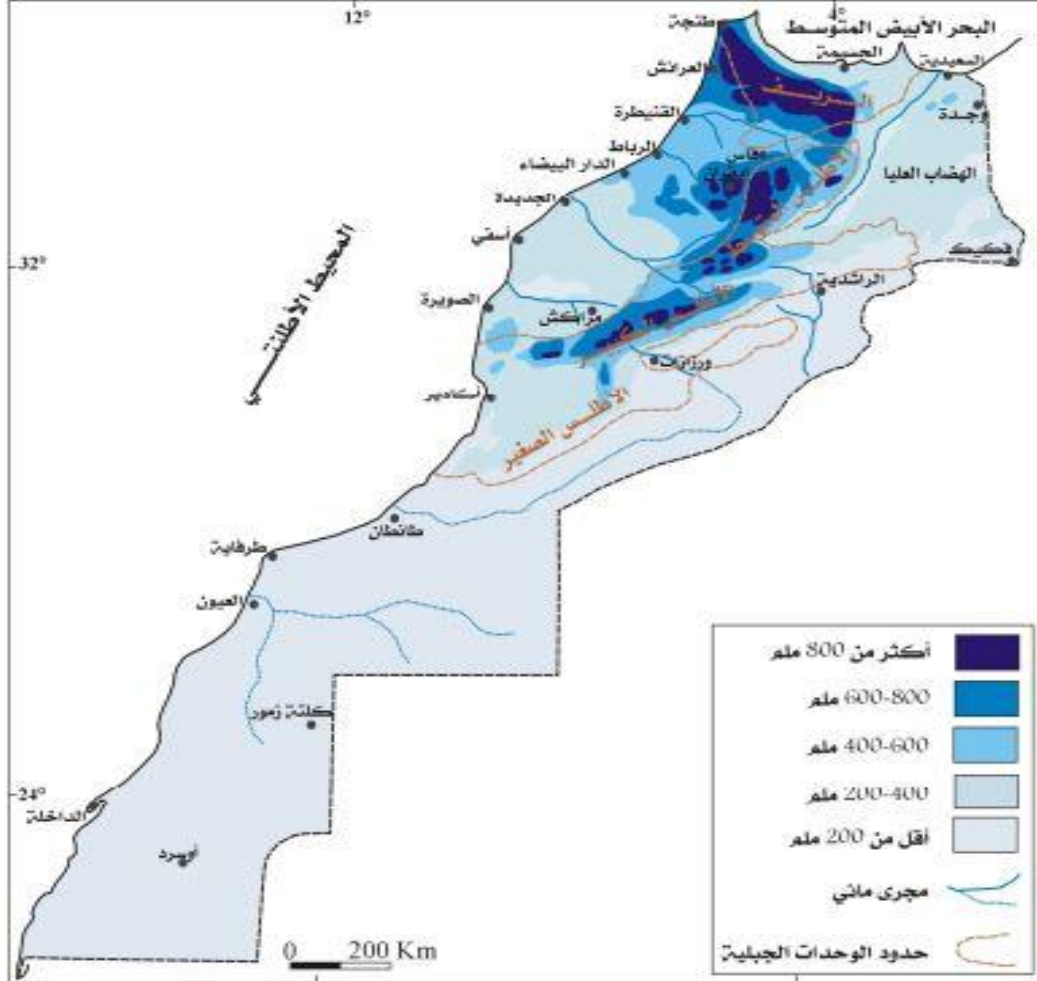 12°
4°
البحر الأبيض المتوسط
طنجة
الحسيمة
السعيدية
العرائش
الريف
وجدة
القنيطرة
الرباط
فاس
الدار البيضاء
الهضاب العليا
الجديدة
أسفي
المحيط الأطلنتي
32°
فكيك
الراشدية
الصويرة
مراكش
ورزازات
أكادير
الأطلس الصغير
طانطان
طرفاية
العيون
كلتة زمور
24°
الداخلة
أوسرد
أكثر من 800 ملم
600-800 ملم
400-600 ملم
200-400 ملم
أقل من 200 ملم
مجرى مائي
حدود الوحدات الجبلية
0 200 Km